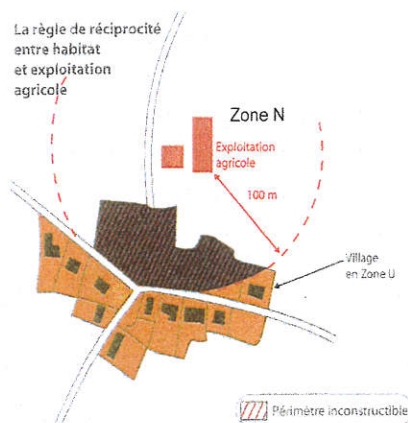 La règle de réciprocité
entre habitat
et exploitation
agricole
Zone N
Exploitation
agricole
100 m
Village
en Zone U
Périmètre inconstructible